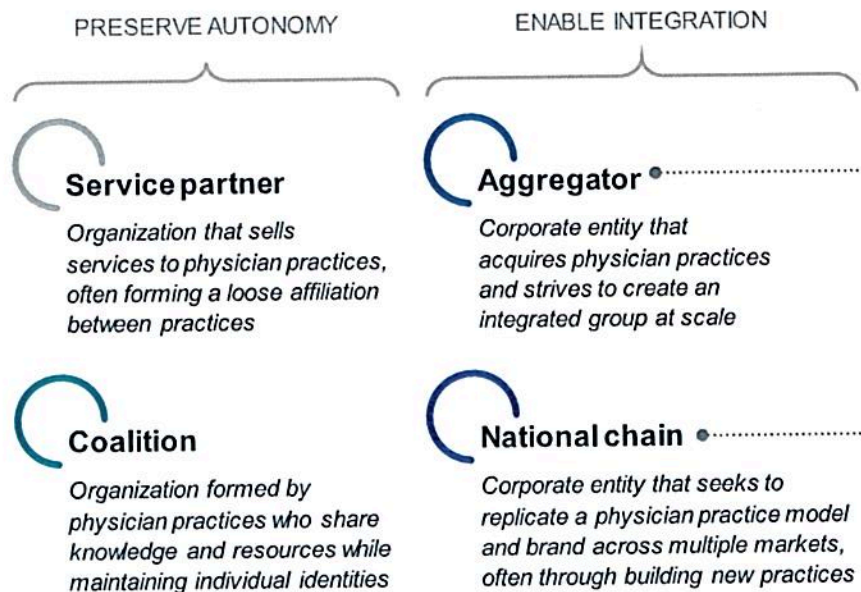 PRESERVE AUTONOMY
Service partner
Organization that sells
services to physician practices,
often forming a loose affiliation
between practices
Coalition
Organization formed by
physician practices who share
knowledge and resources while
maintaining individual identities
ENABLE INTEGRATION
Aggregator
Corporate entity that
acquires physician practices
and strives to create an
integrated group at scale
National chain
Corporate entity that seeks to
replicate a physician practice model
and brand across multiple markets,
often through building new practices